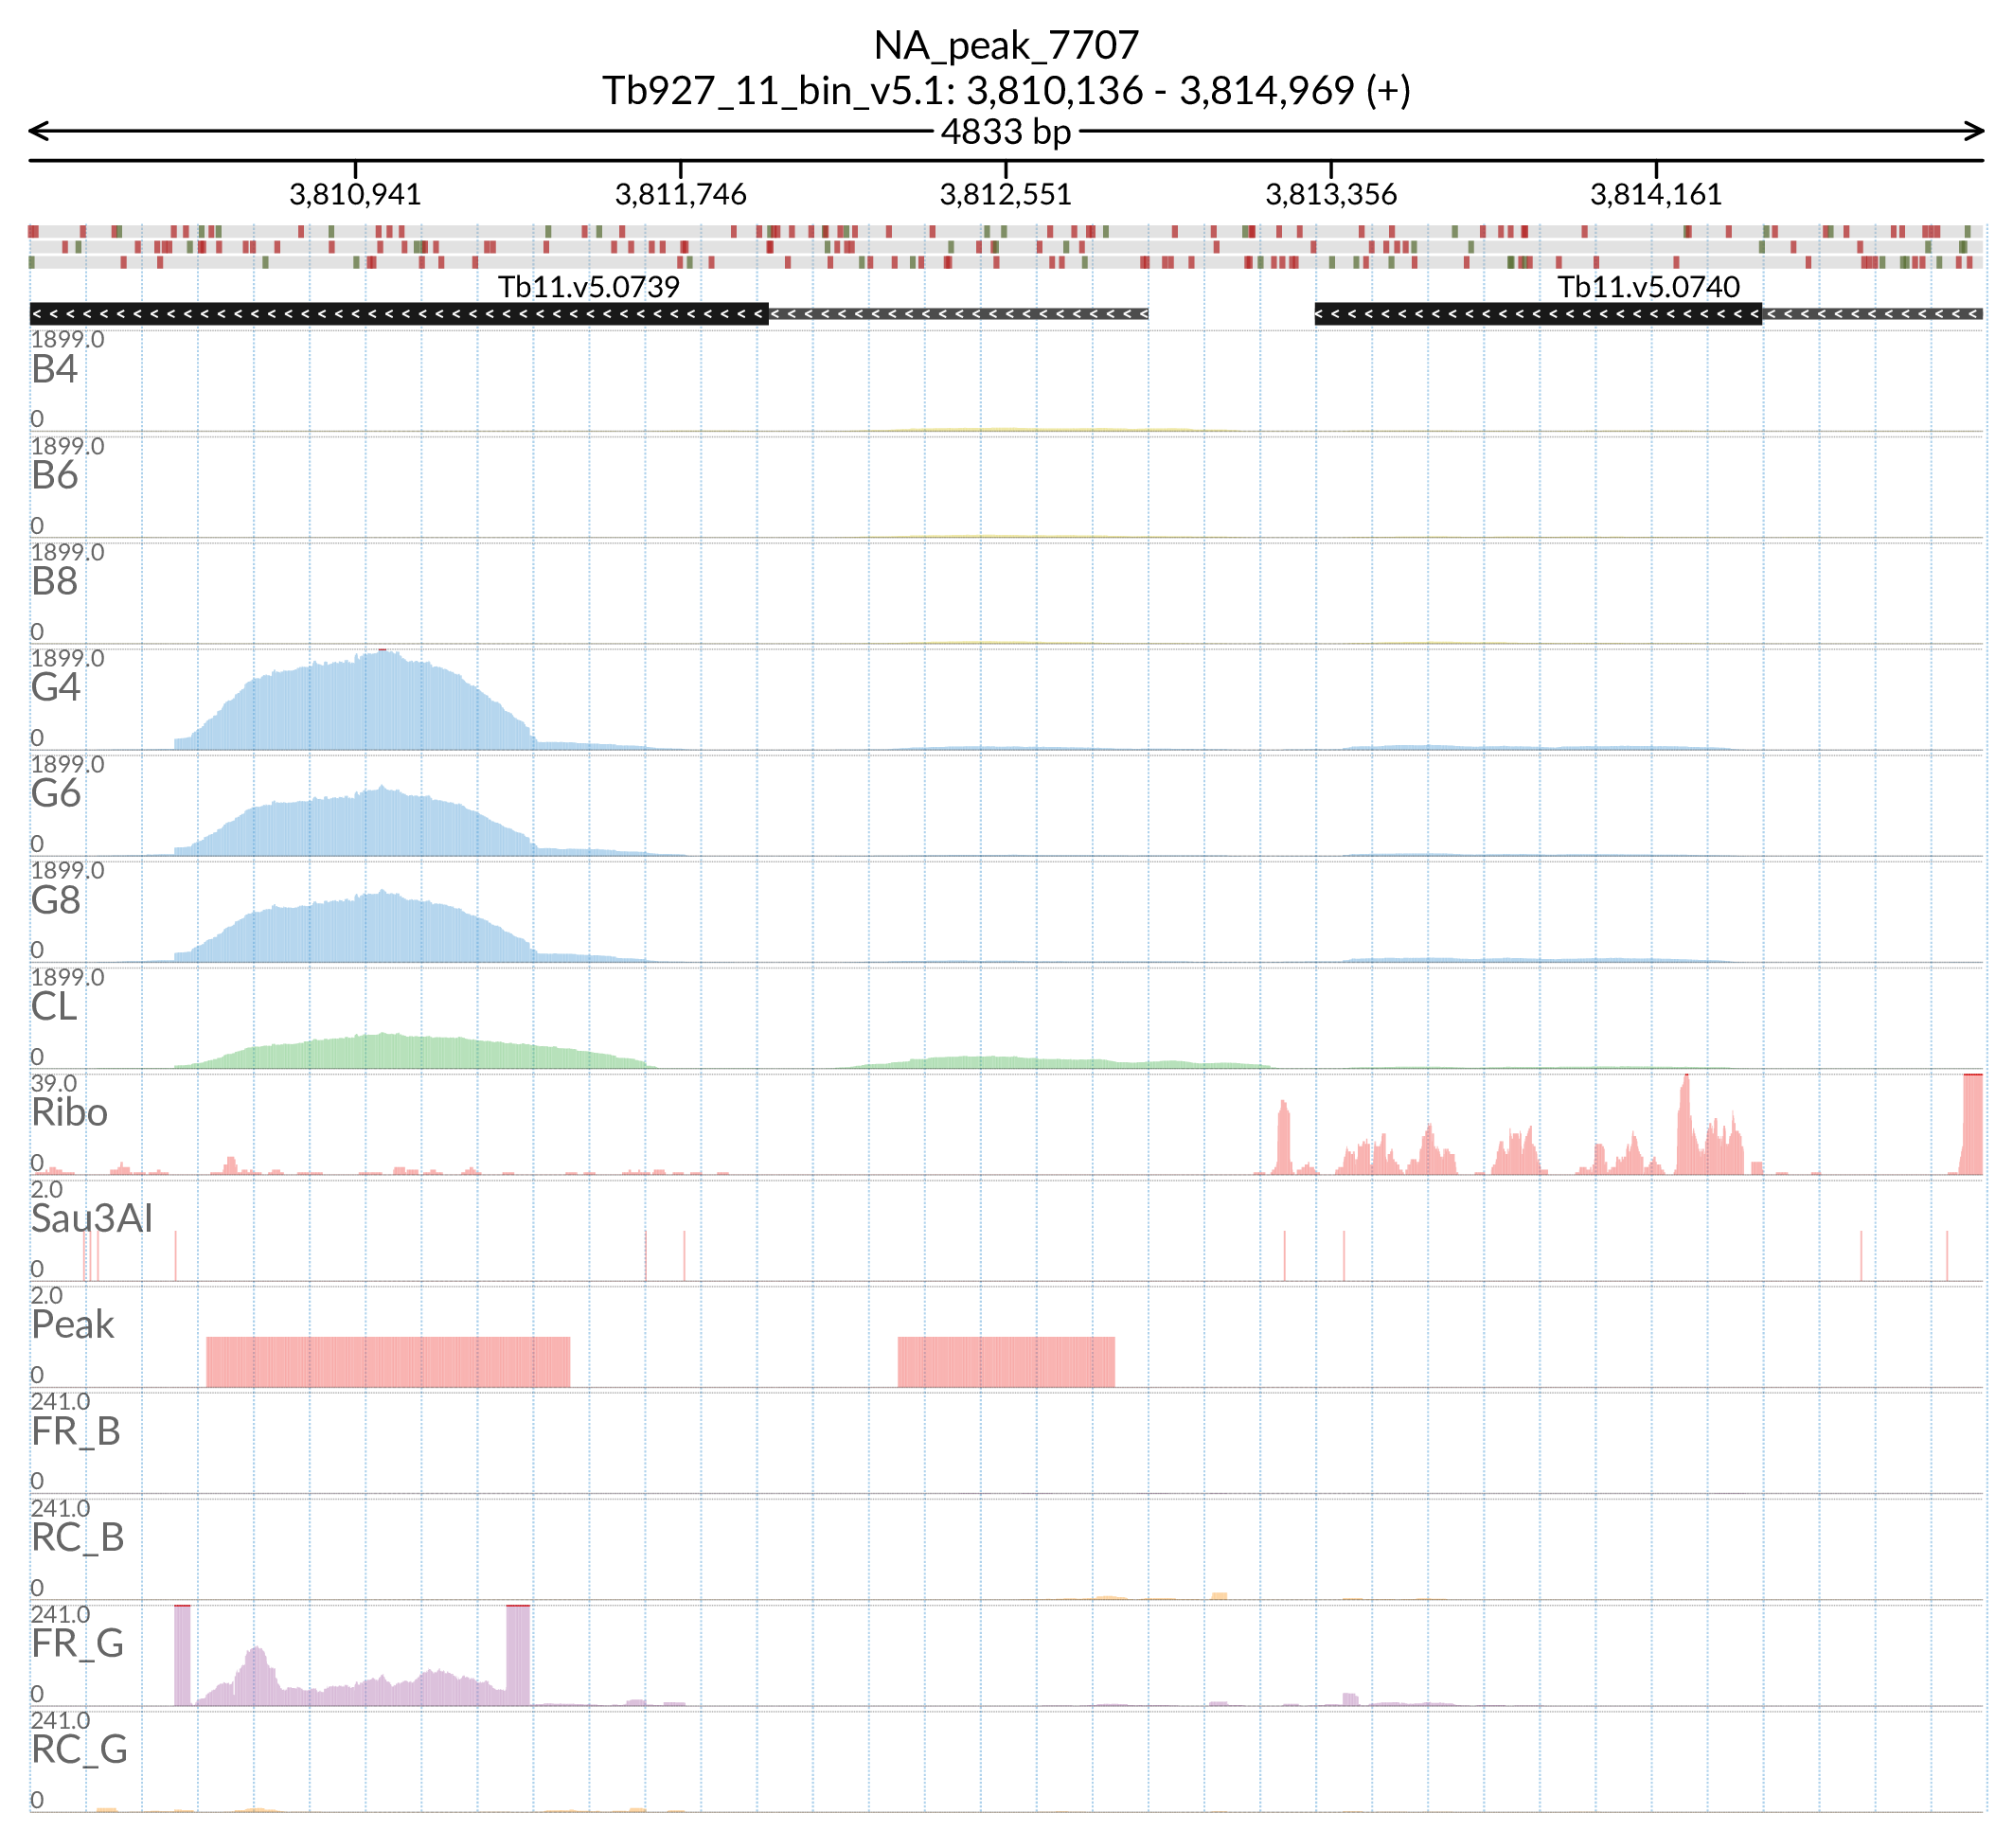 NA_peak_7707
Tb927_11_bin_v5.1: 3,810,136 - 3,814,969 (+)
4833 bp
3,810,941 3,811,746 3,812,551 3,813,356 3,814,161
Tb11.v5.0739 Tb11.v5.0740
1899.0
B4
0
1899.0
B6
0
1899.0
B8
0
1899.0
G4
0
1899.0
G6
0
1899.0
G8
0
1899.0
CL
0
39.0
Ribo
0
2.0
Sau3AI
0
2.0
Peak
0
241.0
FR_B
0
241.0
RC_B
0
241.0
FR_G
0
241.0
RC_G
0